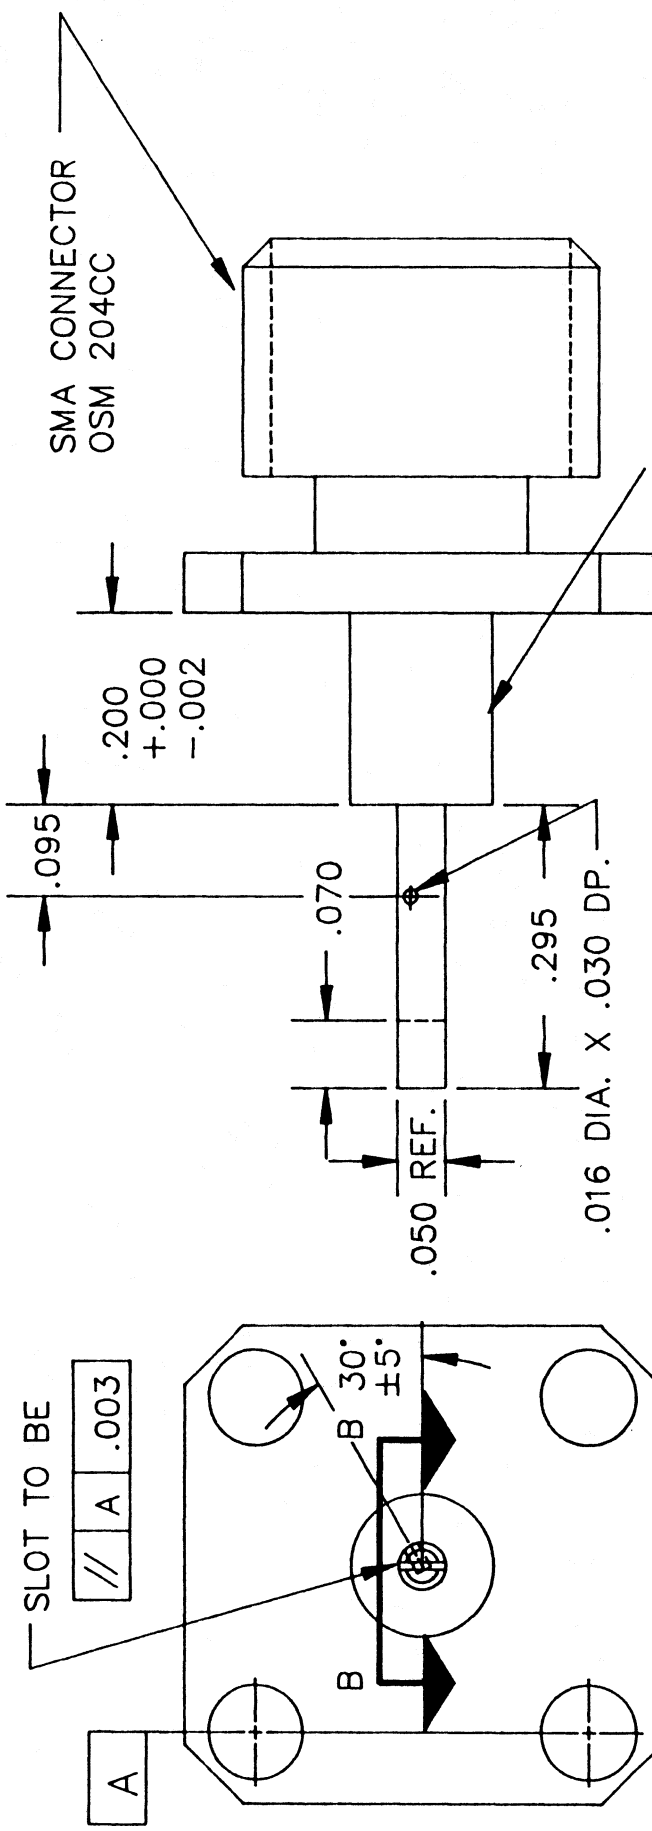 SMA CONNECTOR
OSM 204CC
.200
+.000
-.002
.095
.070
.295
.050 REF.
.016 DIA. X .030 DP.
SLOT TO BE
// A .003
30°
±5°
B
B
A